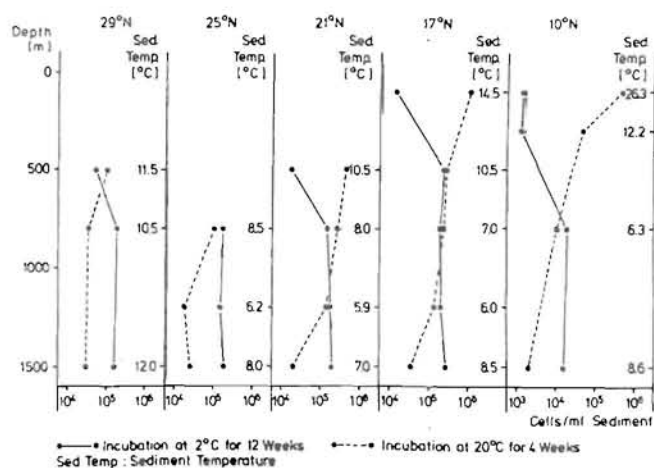 29°N 25°N 21°N 17°N 10°N
Depth [m] Sed. Temp. [°C] Sed Temp. [°C] Sed. Temp. [°C] Sed. Temp. [°C] Sed. Temp. [°C]
0 14.5 26.3
12.2
500 11.5 10.5 10.5
10.5 8.5 8.0 7.0 6.3
1000
6.2 5.9 6.0
1500 12.0 8.0 7.0 8.5 8.6
10⁴ 10⁵ 10⁶ 10⁴ 10⁵ 10⁶ 10⁴ 10⁵ 10⁶ 10⁴ 10⁵ 10⁶ 10³ 10⁴ 10⁵ 10⁶
Cells/ml Sediment
Incubation at 2°C for 12 Weeks Incubation at 20°C for 4 Weeks
Sed Temp : Sediment Temperature